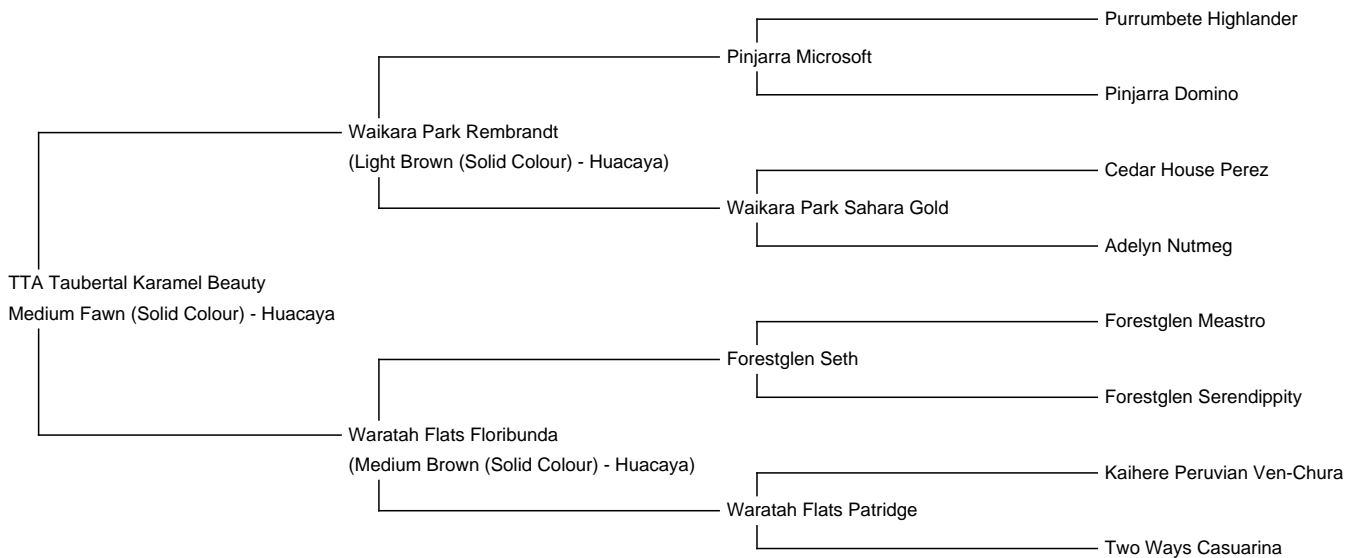 Purrumbete Highlander
Pinjarra Microsoft
Pinjarra Domino
Waikara Park Rembrandt
(Light Brown (Solid Colour) - Huacaya)
Cedar House Perez
Waikara Park Sahara Gold
Adelyn Nutmeg
TTA Taubertal Karamel Beauty
Medium Fawn (Solid Colour) - Huacaya
Forestglen Meastro
Forestglen Seth
Forestglen Serendippity
Waratah Flats Floribunda
(Medium Brown (Solid Colour) - Huacaya)
Kaihere Peruvian Ven-Chura
Waratah Flats Patridge
Two Ways Casuarina